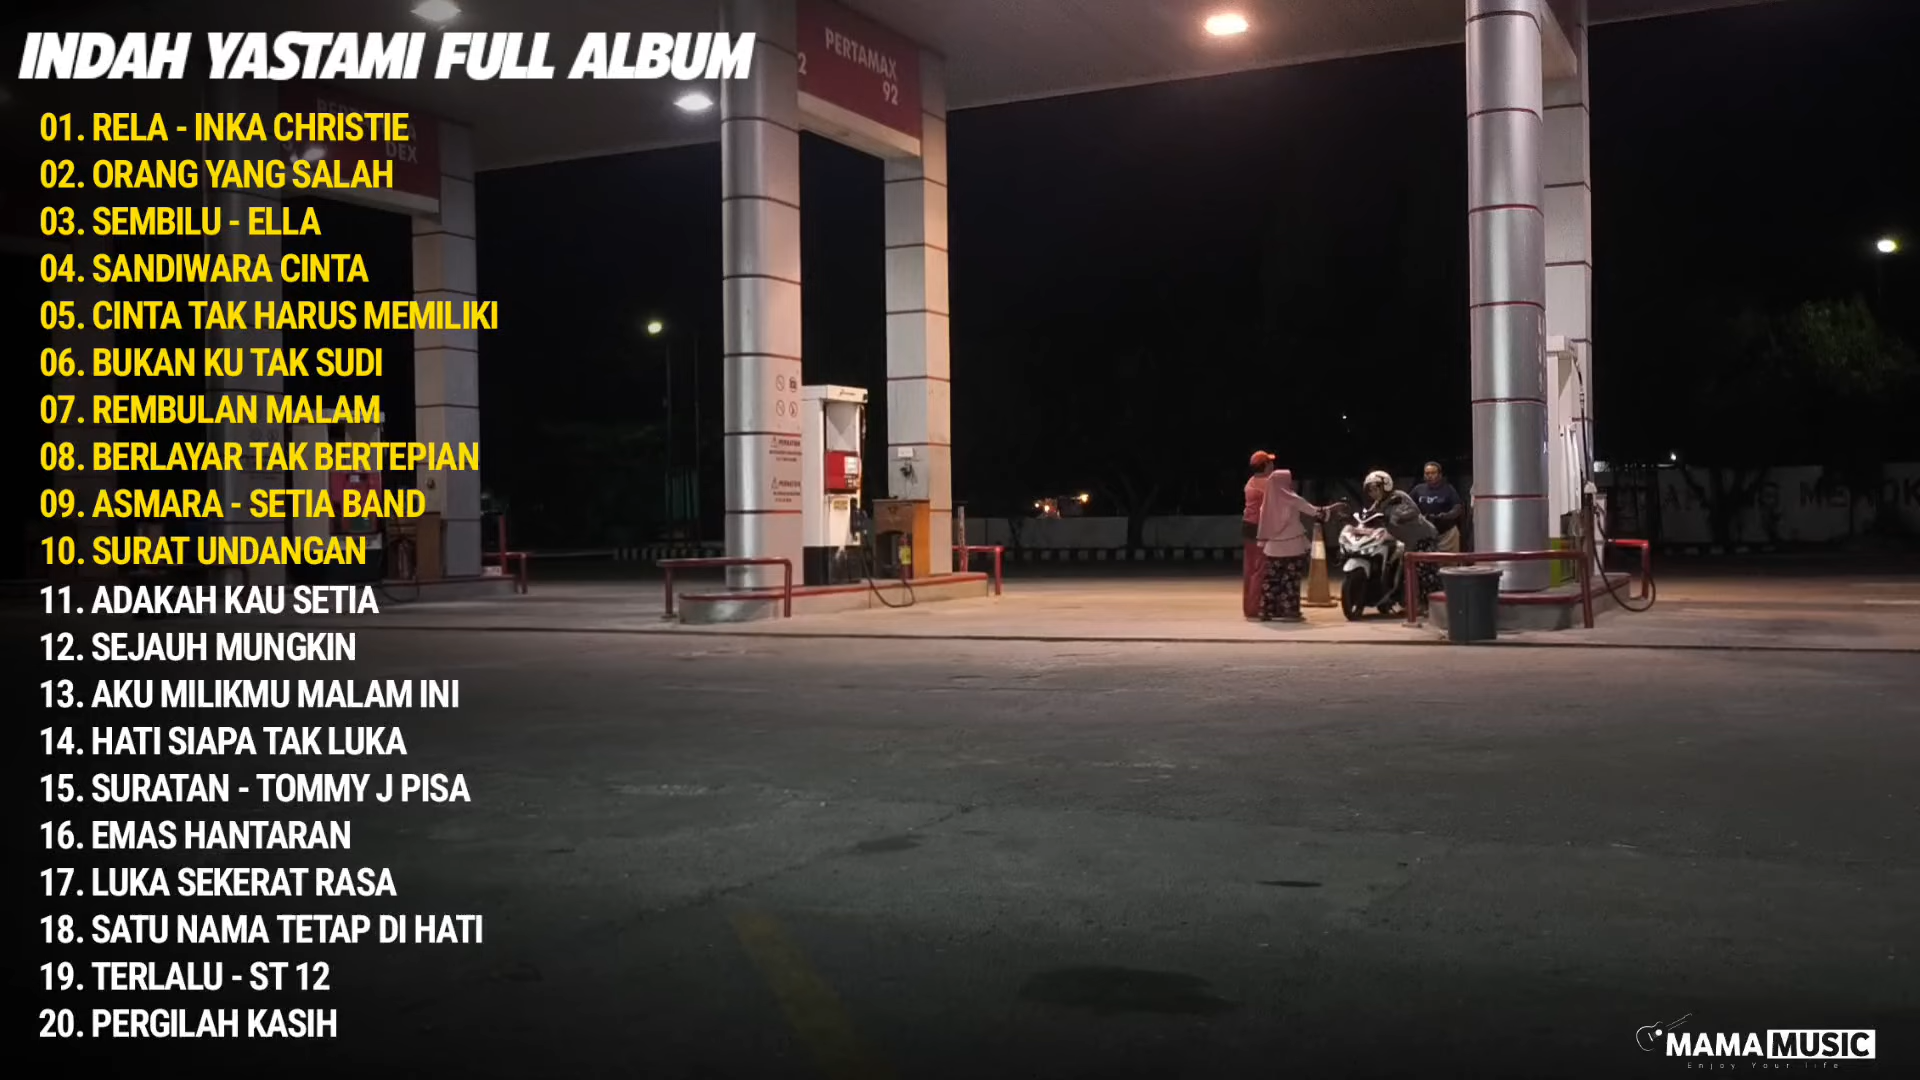 INDAH YASTAMI FULL ALBUM
01. RELA - INKA CHRISTIE
02. ORANG YANG SALAH
03. SEMBILU - ELLA
04. SANDIWARA CINTA
05. CINTA TAK HARUS MEMILIKI
06. BUKAN KU TAK SUDI
07. REMBULAN MALAM
08. BERLAYAR TAK BERTEPIAN
09. ASMARA - SETIA BAND
10. SURAT UNDANGAN
11. ADAKAH KAU SETIA
12. SEJAUH MUNGKIN
13. AKU MILIKMU MALAM INI
14. HATI SIAPA TAK LUKA
15. SURATAN - TOMMY J PISA
16. EMAS HANTARAN
17. LUKA SEKERAT RASA
18. SATU NAMA TETAP DI HATI
19. TERLALU - ST 12
20. PERGILAH KASIH
PERTAMAX
92
2
DEX
MAMA MUSIC
Enjoy Your life